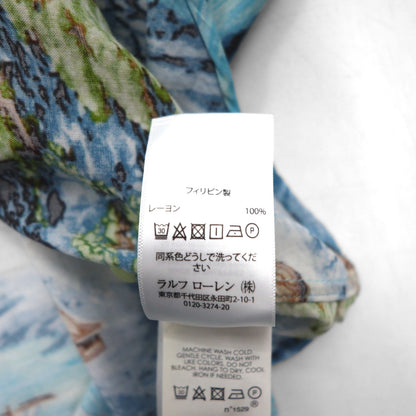 フィリピン製
レーヨン 100%
30 P
同系色どうしで洗ってくだ
さい
ラルフ ローレン (株)
東京都千代田区永田町2-10-1
0120-3274-20
MACHINE WASH COLD,
GENTLE CYCLE. WASH WITH
LIKE COLORS. DO NOT
BLEACH. HANG TO DRY. COOL
IRON IF NEEDED.
P
n°1529